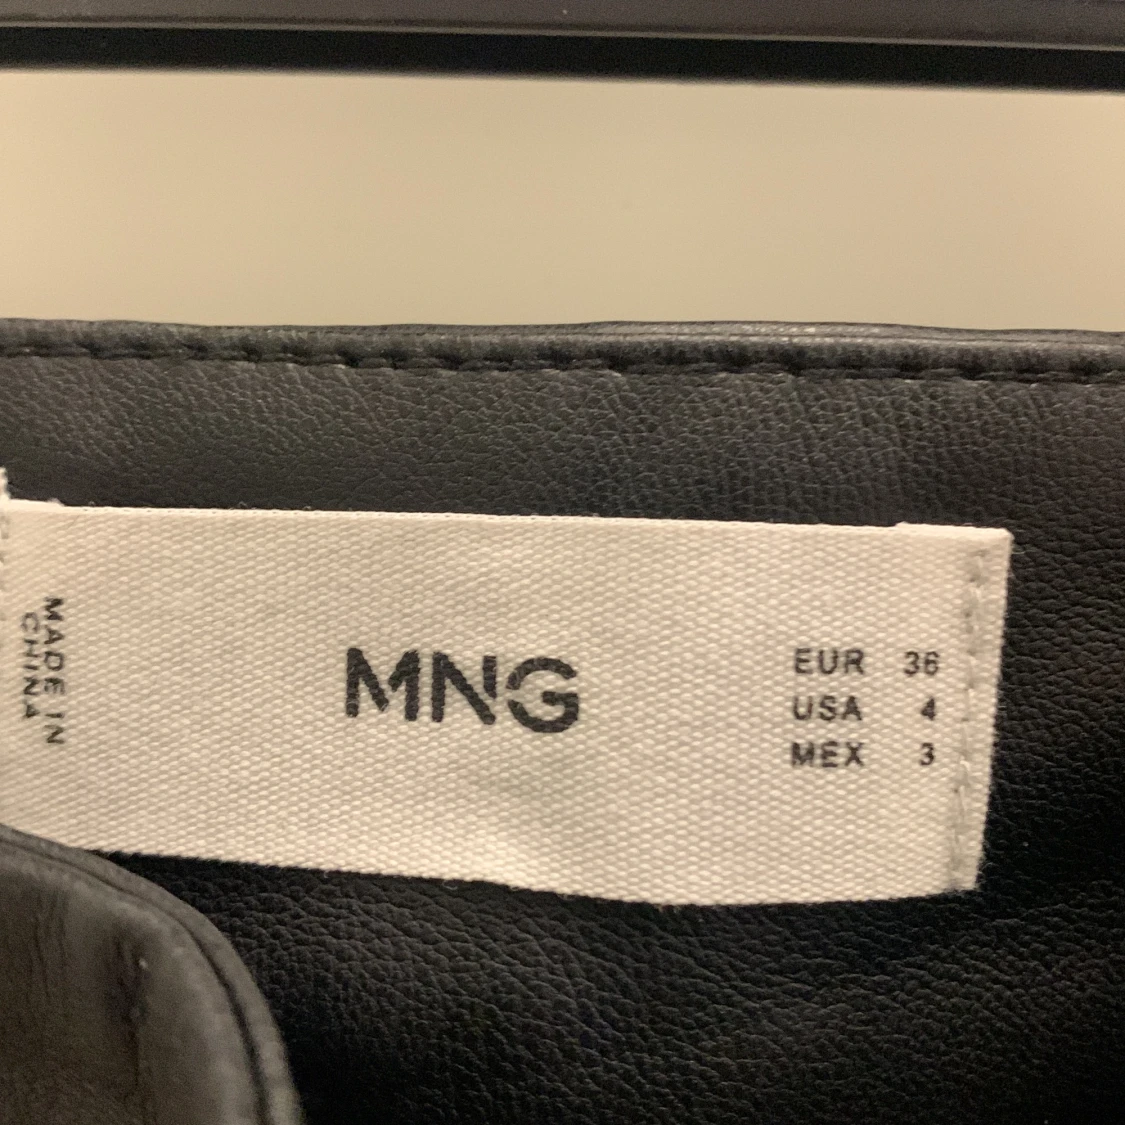 MADE IN
CHINA
MNG
EUR 36
USA 4
MEX 3